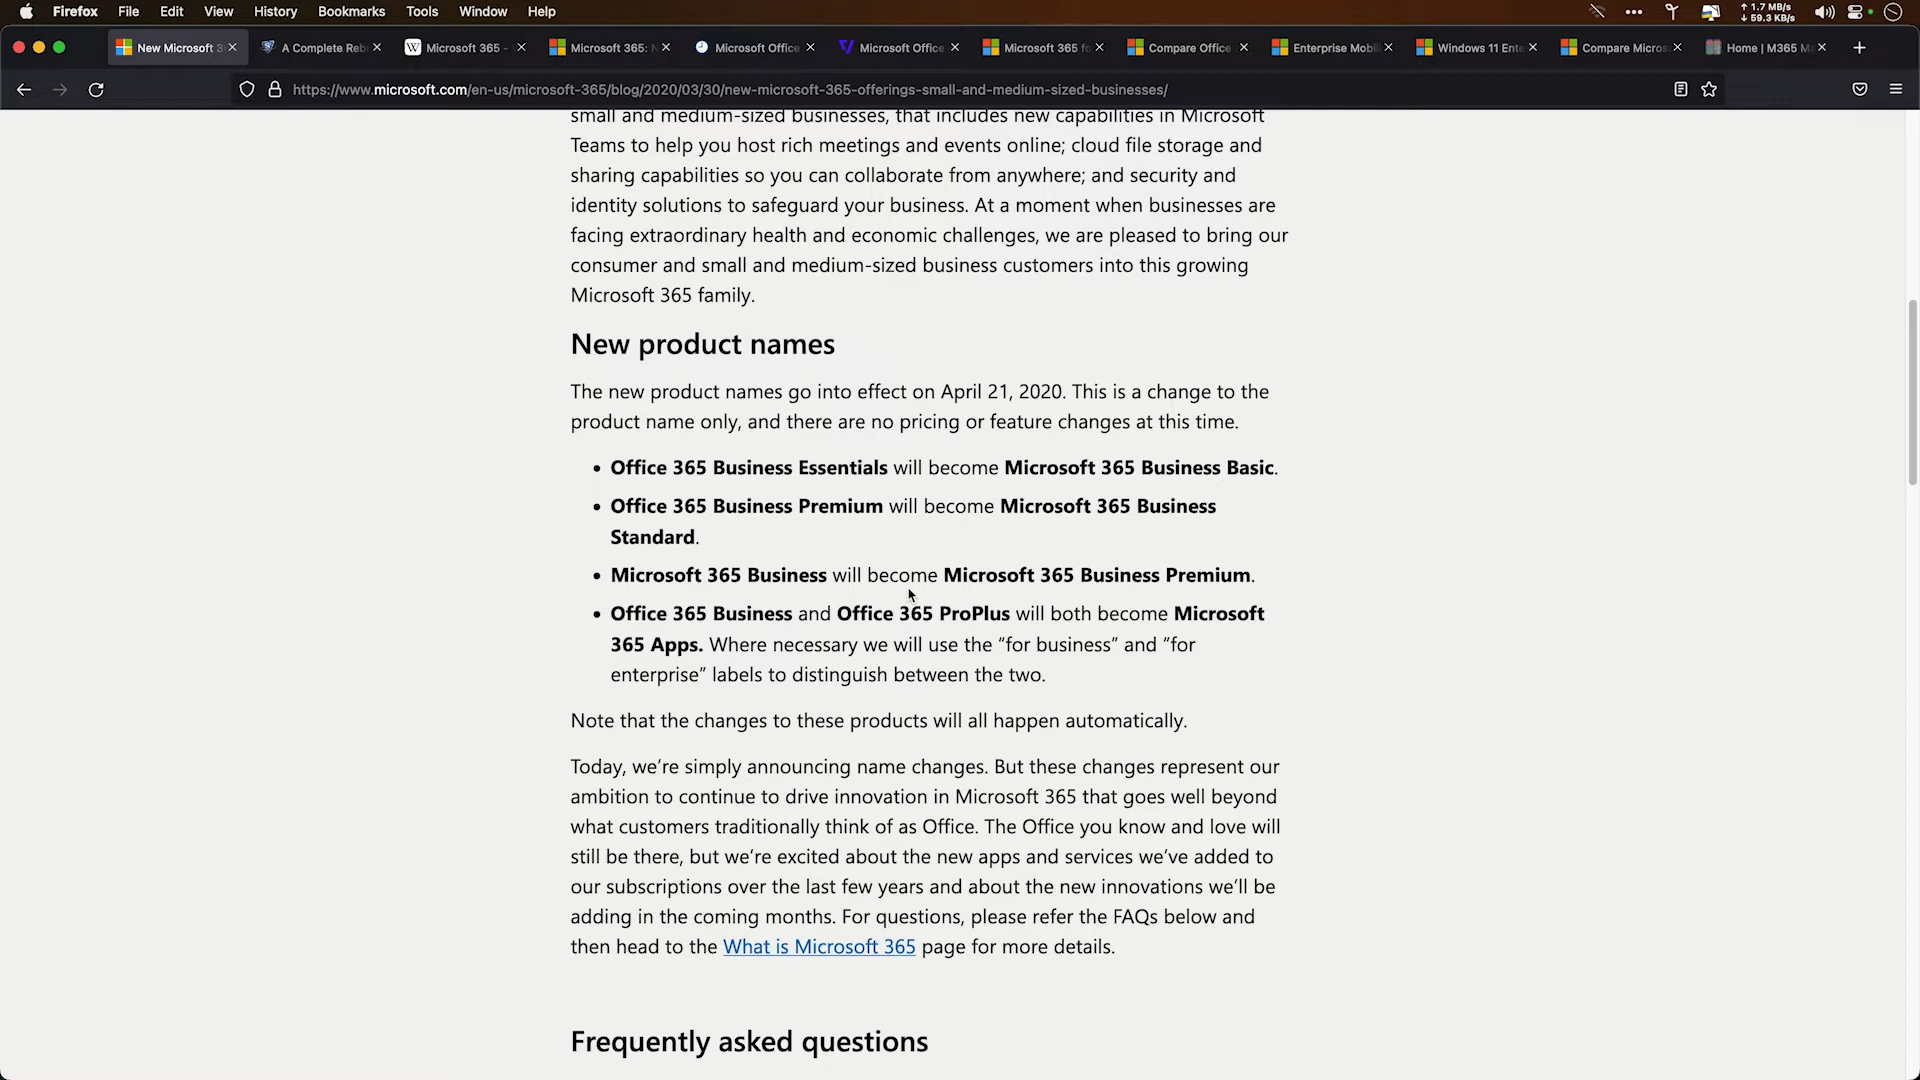 Firefox File Edit View History Bookmarks Tools Window Help
1.7 MB/s
59.3 KB/s
New Microsoft 3
A Complete Reb
Microsoft 365 -
Microsoft 365: N
Microsoft Office
Microsoft Office
Microsoft 365 fo
Compare Office
Enterprise Mobil
Windows 11 Ente
Compare Micros
Home | M365 Ma
https://www.microsoft.com/en-us/microsoft-365/blog/2020/03/30/new-microsoft-365-offerings-small-and-medium-sized-businesses/
small and medium-sized businesses, that includes new capabilities in Microsoft
Teams to help you host rich meetings and events online; cloud file storage and
sharing capabilities so you can collaborate from anywhere; and security and
identity solutions to safeguard your business. At a moment when businesses are
facing extraordinary health and economic challenges, we are pleased to bring our
consumer and small and medium-sized business customers into this growing
Microsoft 365 family.
New product names
The new product names go into effect on April 21, 2020. This is a change to the
product name only, and there are no pricing or feature changes at this time.
• Office 365 Business Essentials will become Microsoft 365 Business Basic.
• Office 365 Business Premium will become Microsoft 365 Business
Standard.
• Microsoft 365 Business will become Microsoft 365 Business Premium.
• Office 365 Business and Office 365 ProPlus will both become Microsoft
365 Apps. Where necessary we will use the “for business” and “for
enterprise” labels to distinguish between the two.
Note that the changes to these products will all happen automatically.
Today, we’re simply announcing name changes. But these changes represent our
ambition to continue to drive innovation in Microsoft 365 that goes well beyond
what customers traditionally think of as Office. The Office you know and love will
still be there, but we’re excited about the new apps and services we’ve added to
our subscriptions over the last few years and about the new innovations we’ll be
adding in the coming months. For questions, please refer the FAQs below and
then head to the What is Microsoft 365 page for more details.
Frequently asked questions